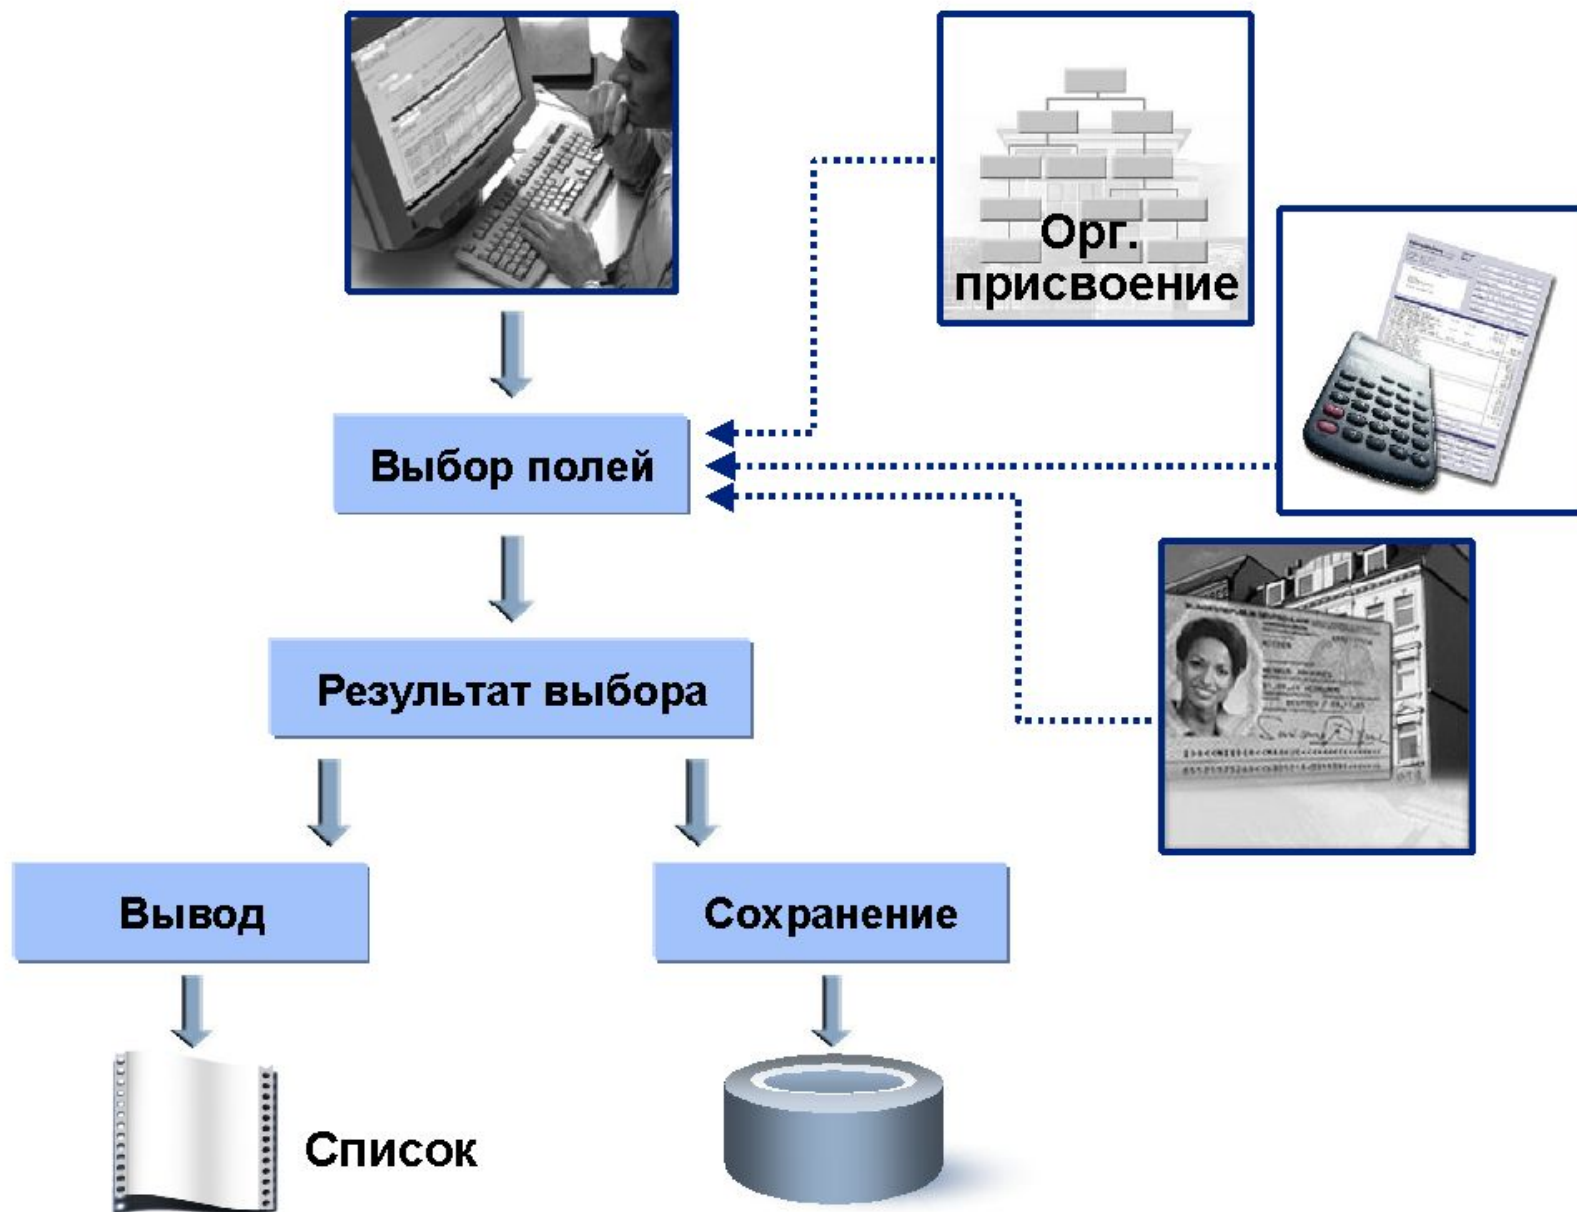 Орг.
присвоение
Выбор полей
Результат выбора
Вывод
Сохранение
Список